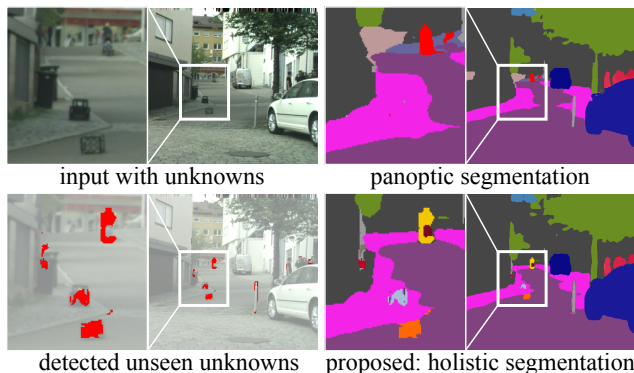 input with unknowns
panoptic segmentation
detected unseen unknowns
proposed: holistic segmentation